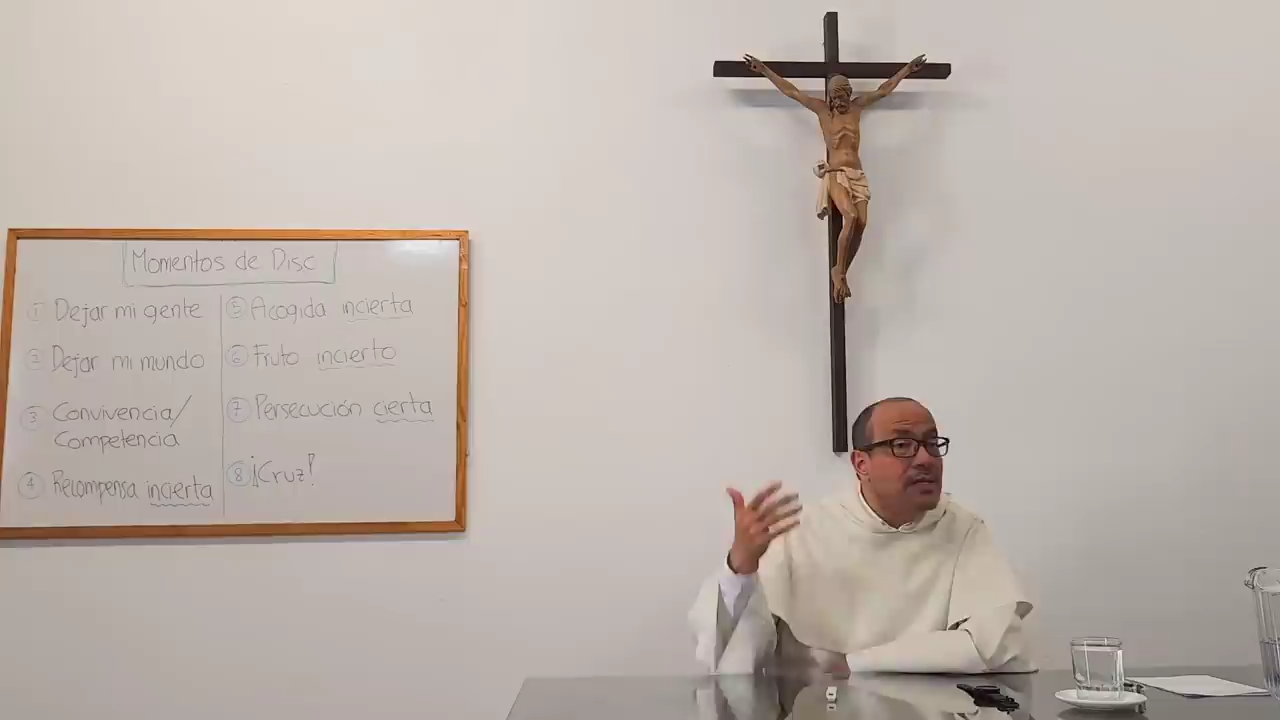 Momentos de Disc
① Dejar mi gente
② Dejar mi mundo
③ Convivencia/
Competencia
④ Recompensa incierta
⑤ Acogida incierta
⑥ Fruto incierto
⑦ Persecución cierta
⑧ ¡Cruz!